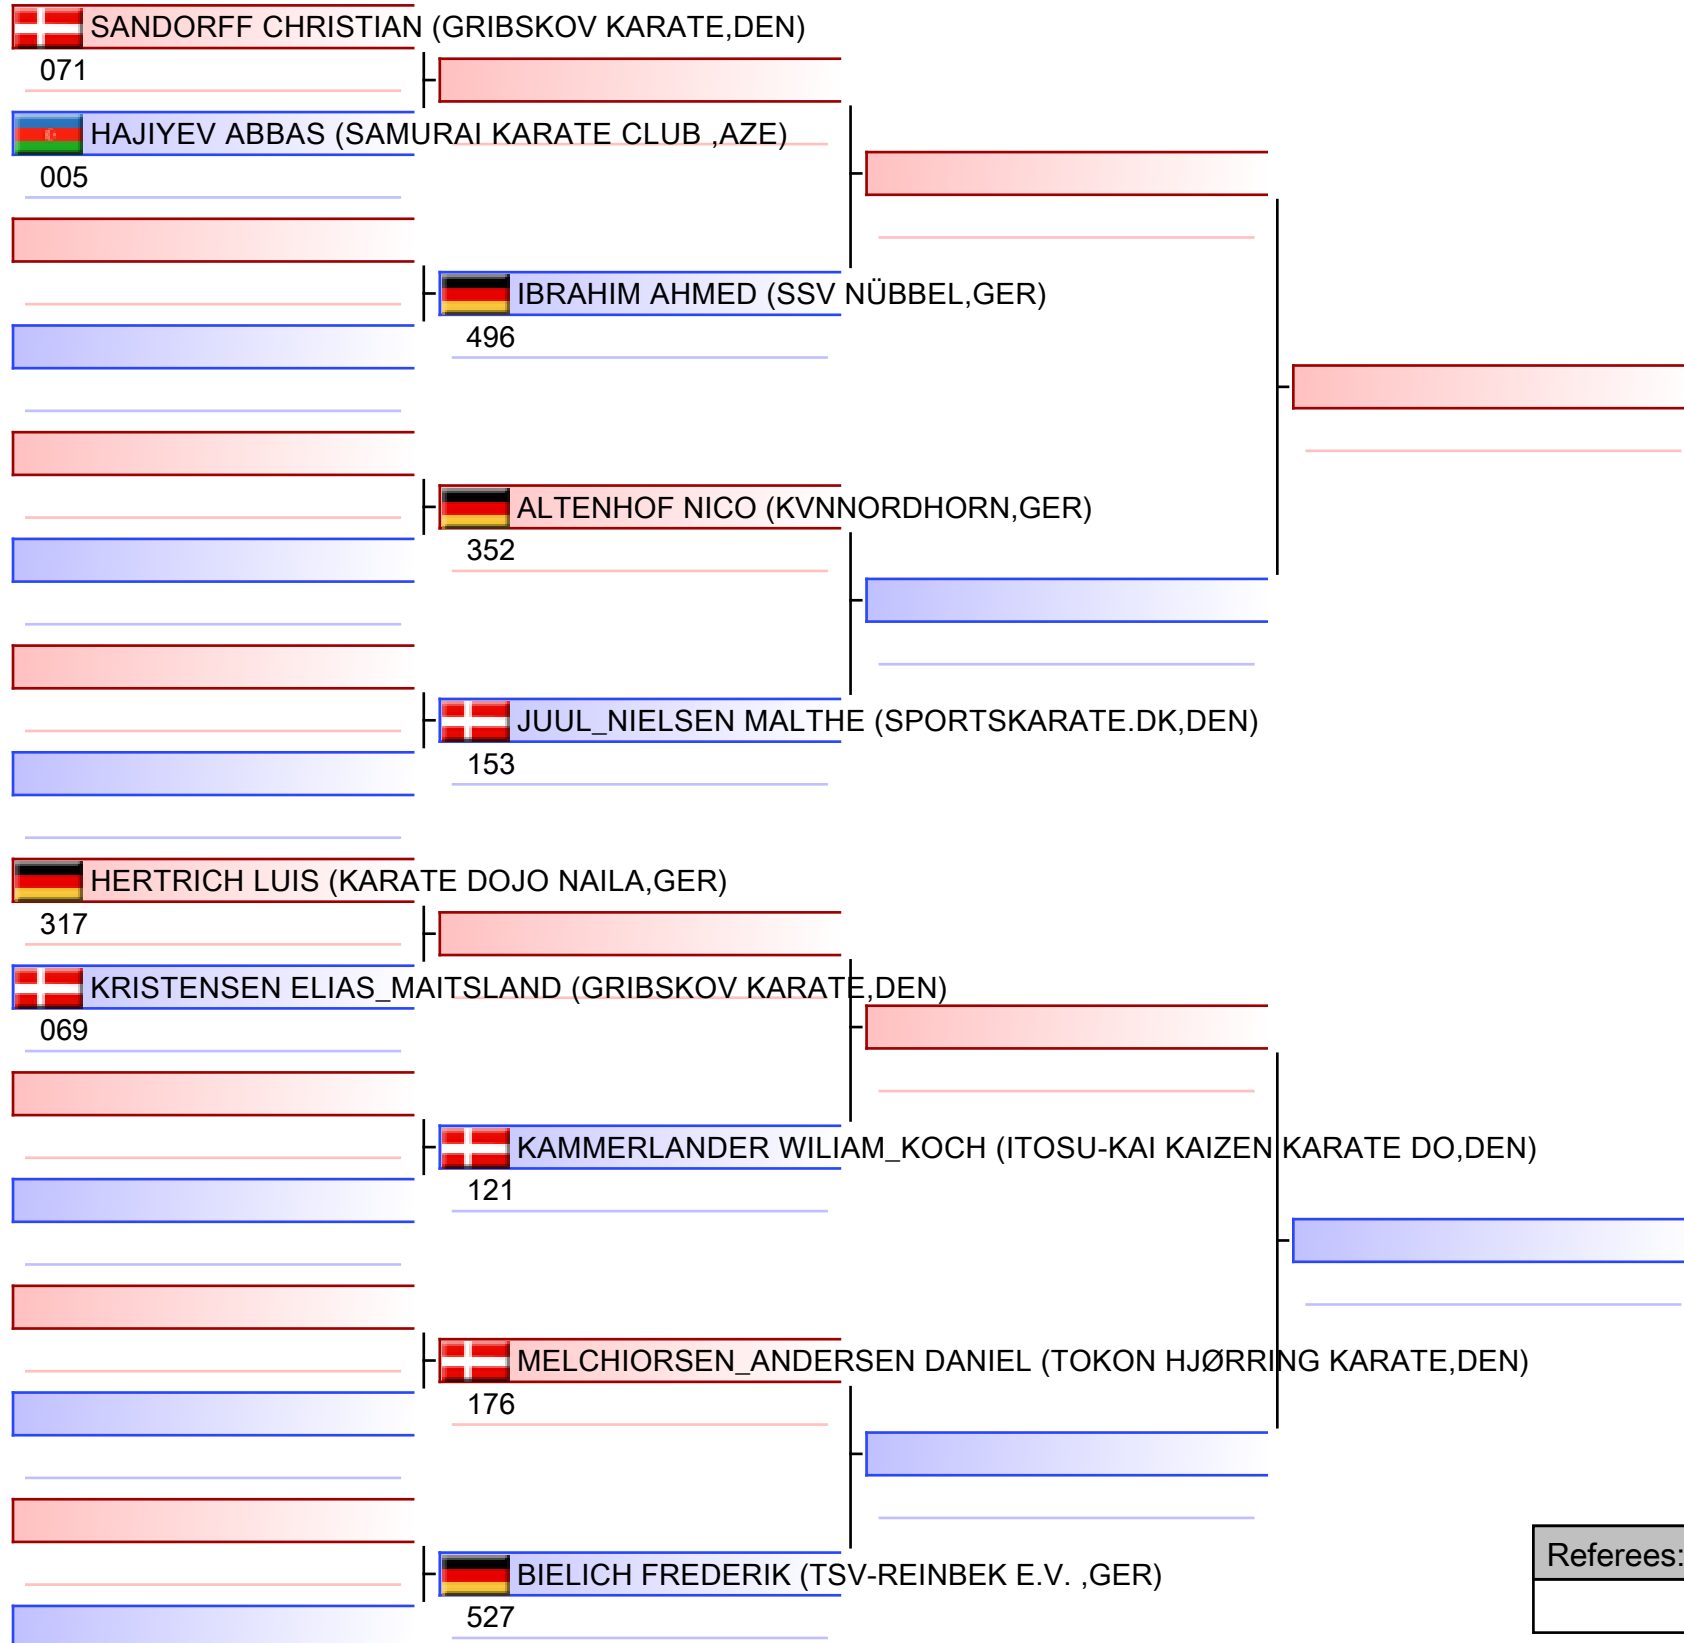 SANDORFF CHRISTIAN (GRIBSKOV KARATE,DEN)
071
HAJIYEV ABBAS (SAMURAI KARATE CLUB ,AZE)
005
IBRAHIM AHMED (SSV NÜBBEL,GER)
496
ALTENHOF NICO (KVNNORDHORN,GER)
352
JUUL_NIELSEN MALTHE (SPORTSKARATE.DK,DEN)
153
HERTRICH LUIS (KARATE DOJO NAILA,GER)
317
KRISTENSEN ELIAS_MAITSLAND (GRIBSKOV KARATE,DEN)
069
KAMMERLANDER WILIAM_KOCH (ITOSU-KAI KAIZEN KARATE DO,DEN)
121
MELCHIORSEN_ANDERSEN DANIEL (TOKON HJØRRING KARATE,DEN)
176
BIELICH FREDERIK (TSV-REINBEK E.V. ,GER)
527
Referees: